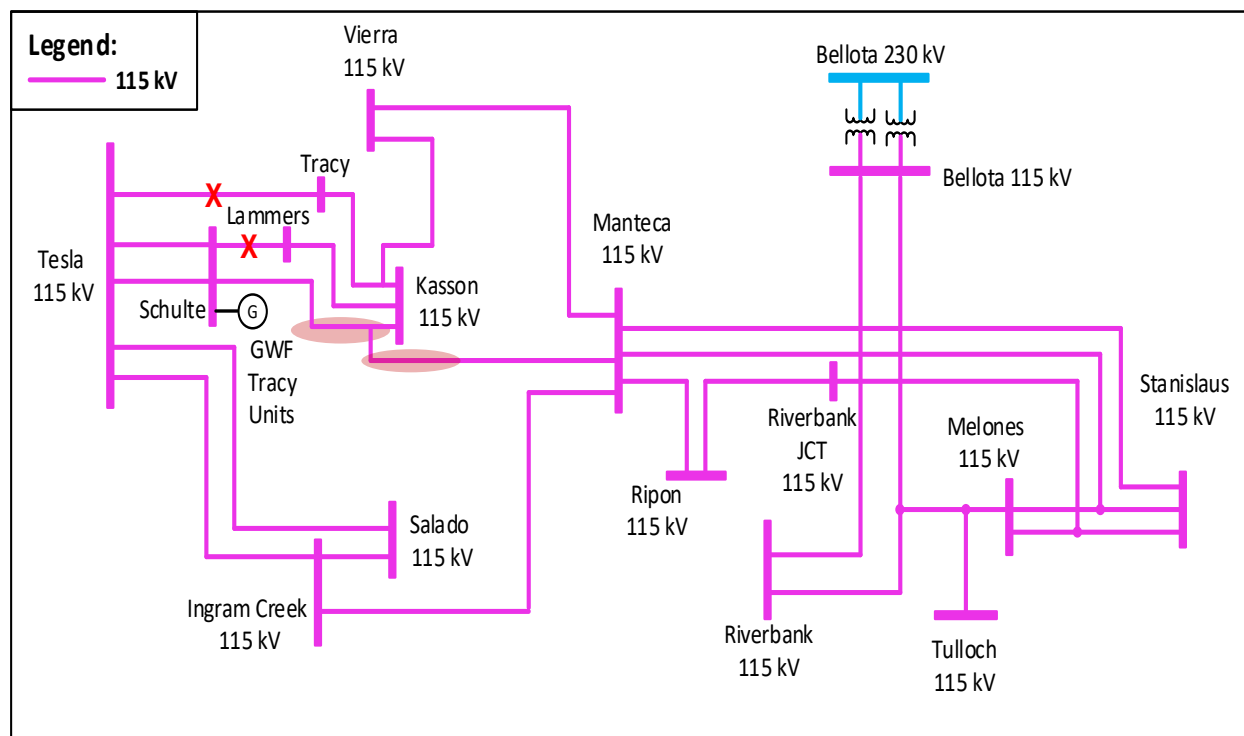 Legend:
115 kV
Vierra
115 kV
Bellota 230 kV
Bellota 115 kV
Tracy
X
Lammers
X
Manteca
115 kV
Tesla
115 kV
Kasson
115 kV
Schulte
G
GWF
Tracy
Units
Stanislaus
115 kV
Riverbank
JCT
115 kV
Melones
115 kV
Ripon
115 kV
Salado
115 kV
Ingram Creek
115 kV
Riverbank
115 kV
Tulloch
115 kV